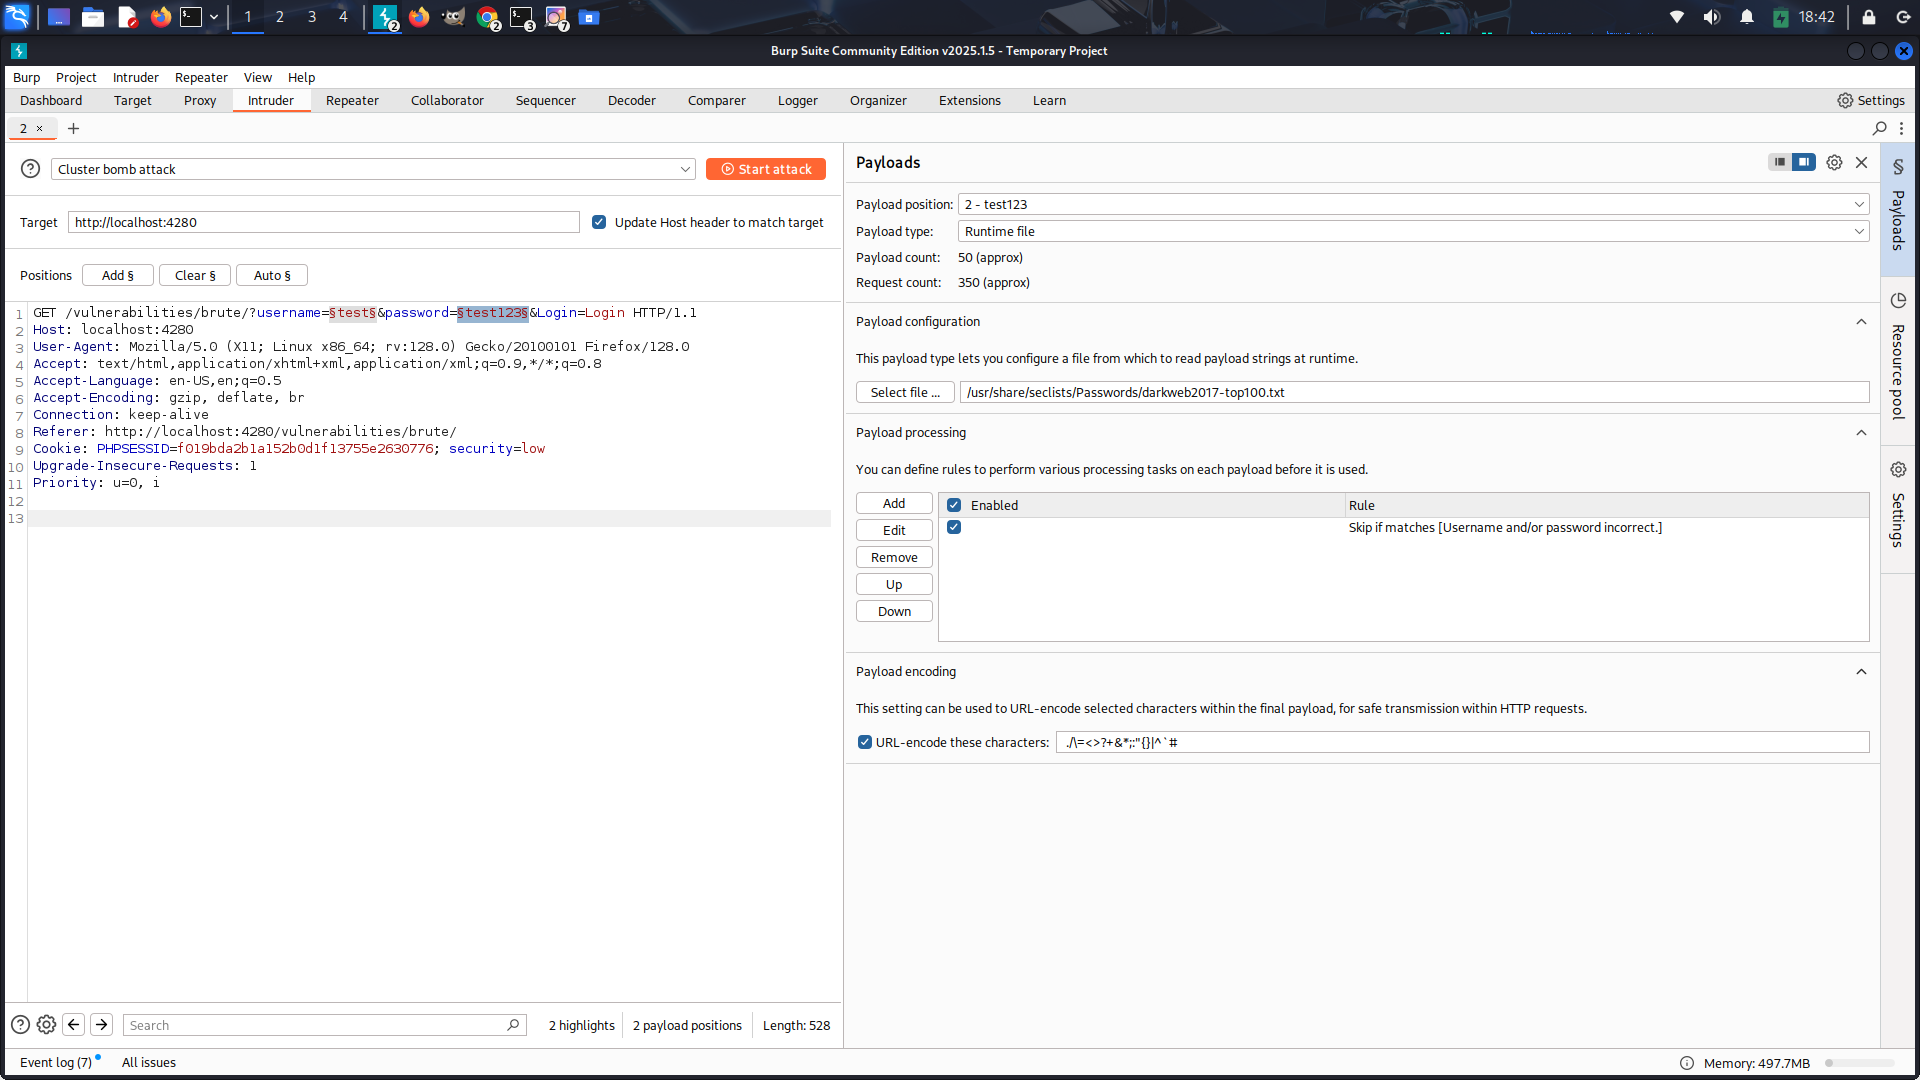 1 2 3 4 2 2 3 7 18:42
Burp Suite Community Edition v2025.1.5 - Temporary Project
Burp Project Intruder Repeater View Help
Dashboard Target Proxy Intruder Repeater Collaborator Sequencer Decoder Comparer Logger Organizer Extensions Learn Settings
2 × +
Cluster bomb attack Start attack
Target http://localhost:4280 Update Host header to match target
Positions Add § Clear § Auto §
1 GET /vulnerabilities/brute/?username=§test§&password=§test123§&Login=Login HTTP/1.1
2 Host: localhost:4280
3 User-Agent: Mozilla/5.0 (X11; Linux x86_64; rv:128.0) Gecko/20100101 Firefox/128.0
4 Accept: text/html,application/xhtml+xml,application/xml;q=0.9,*/*;q=0.8
5 Accept-Language: en-US,en;q=0.5
6 Accept-Encoding: gzip, deflate, br
7 Connection: keep-alive
8 Referer: http://localhost:4280/vulnerabilities/brute/
9 Cookie: PHPSESSID=f019bda2b1a152b0d1f13755e2630776; security=low
10 Upgrade-Insecure-Requests: 1
11 Priority: u=0, i
12
13
Search 2 highlights 2 payload positions Length: 528
Payloads
Payload position: 2 - test123
Payload type: Runtime file
Payload count: 50 (approx)
Request count: 350 (approx)
Payload configuration
This payload type lets you configure a file from which to read payload strings at runtime.
Select file ... /usr/share/seclists/Passwords/darkweb2017-top100.txt
Payload processing
You can define rules to perform various processing tasks on each payload before it is used.
Add Enabled Rule
Skip if matches [Username and/or password incorrect.]
Edit
Remove
Up
Down
Payload encoding
This setting can be used to URL-encode selected characters within the final payload, for safe transmission within HTTP requests.
URL-encode these characters: ./\=<>?+&*;:"{}|^`#
§ Payloads
Resource pool
Settings
Event log (7) All issues Memory: 497.7MB